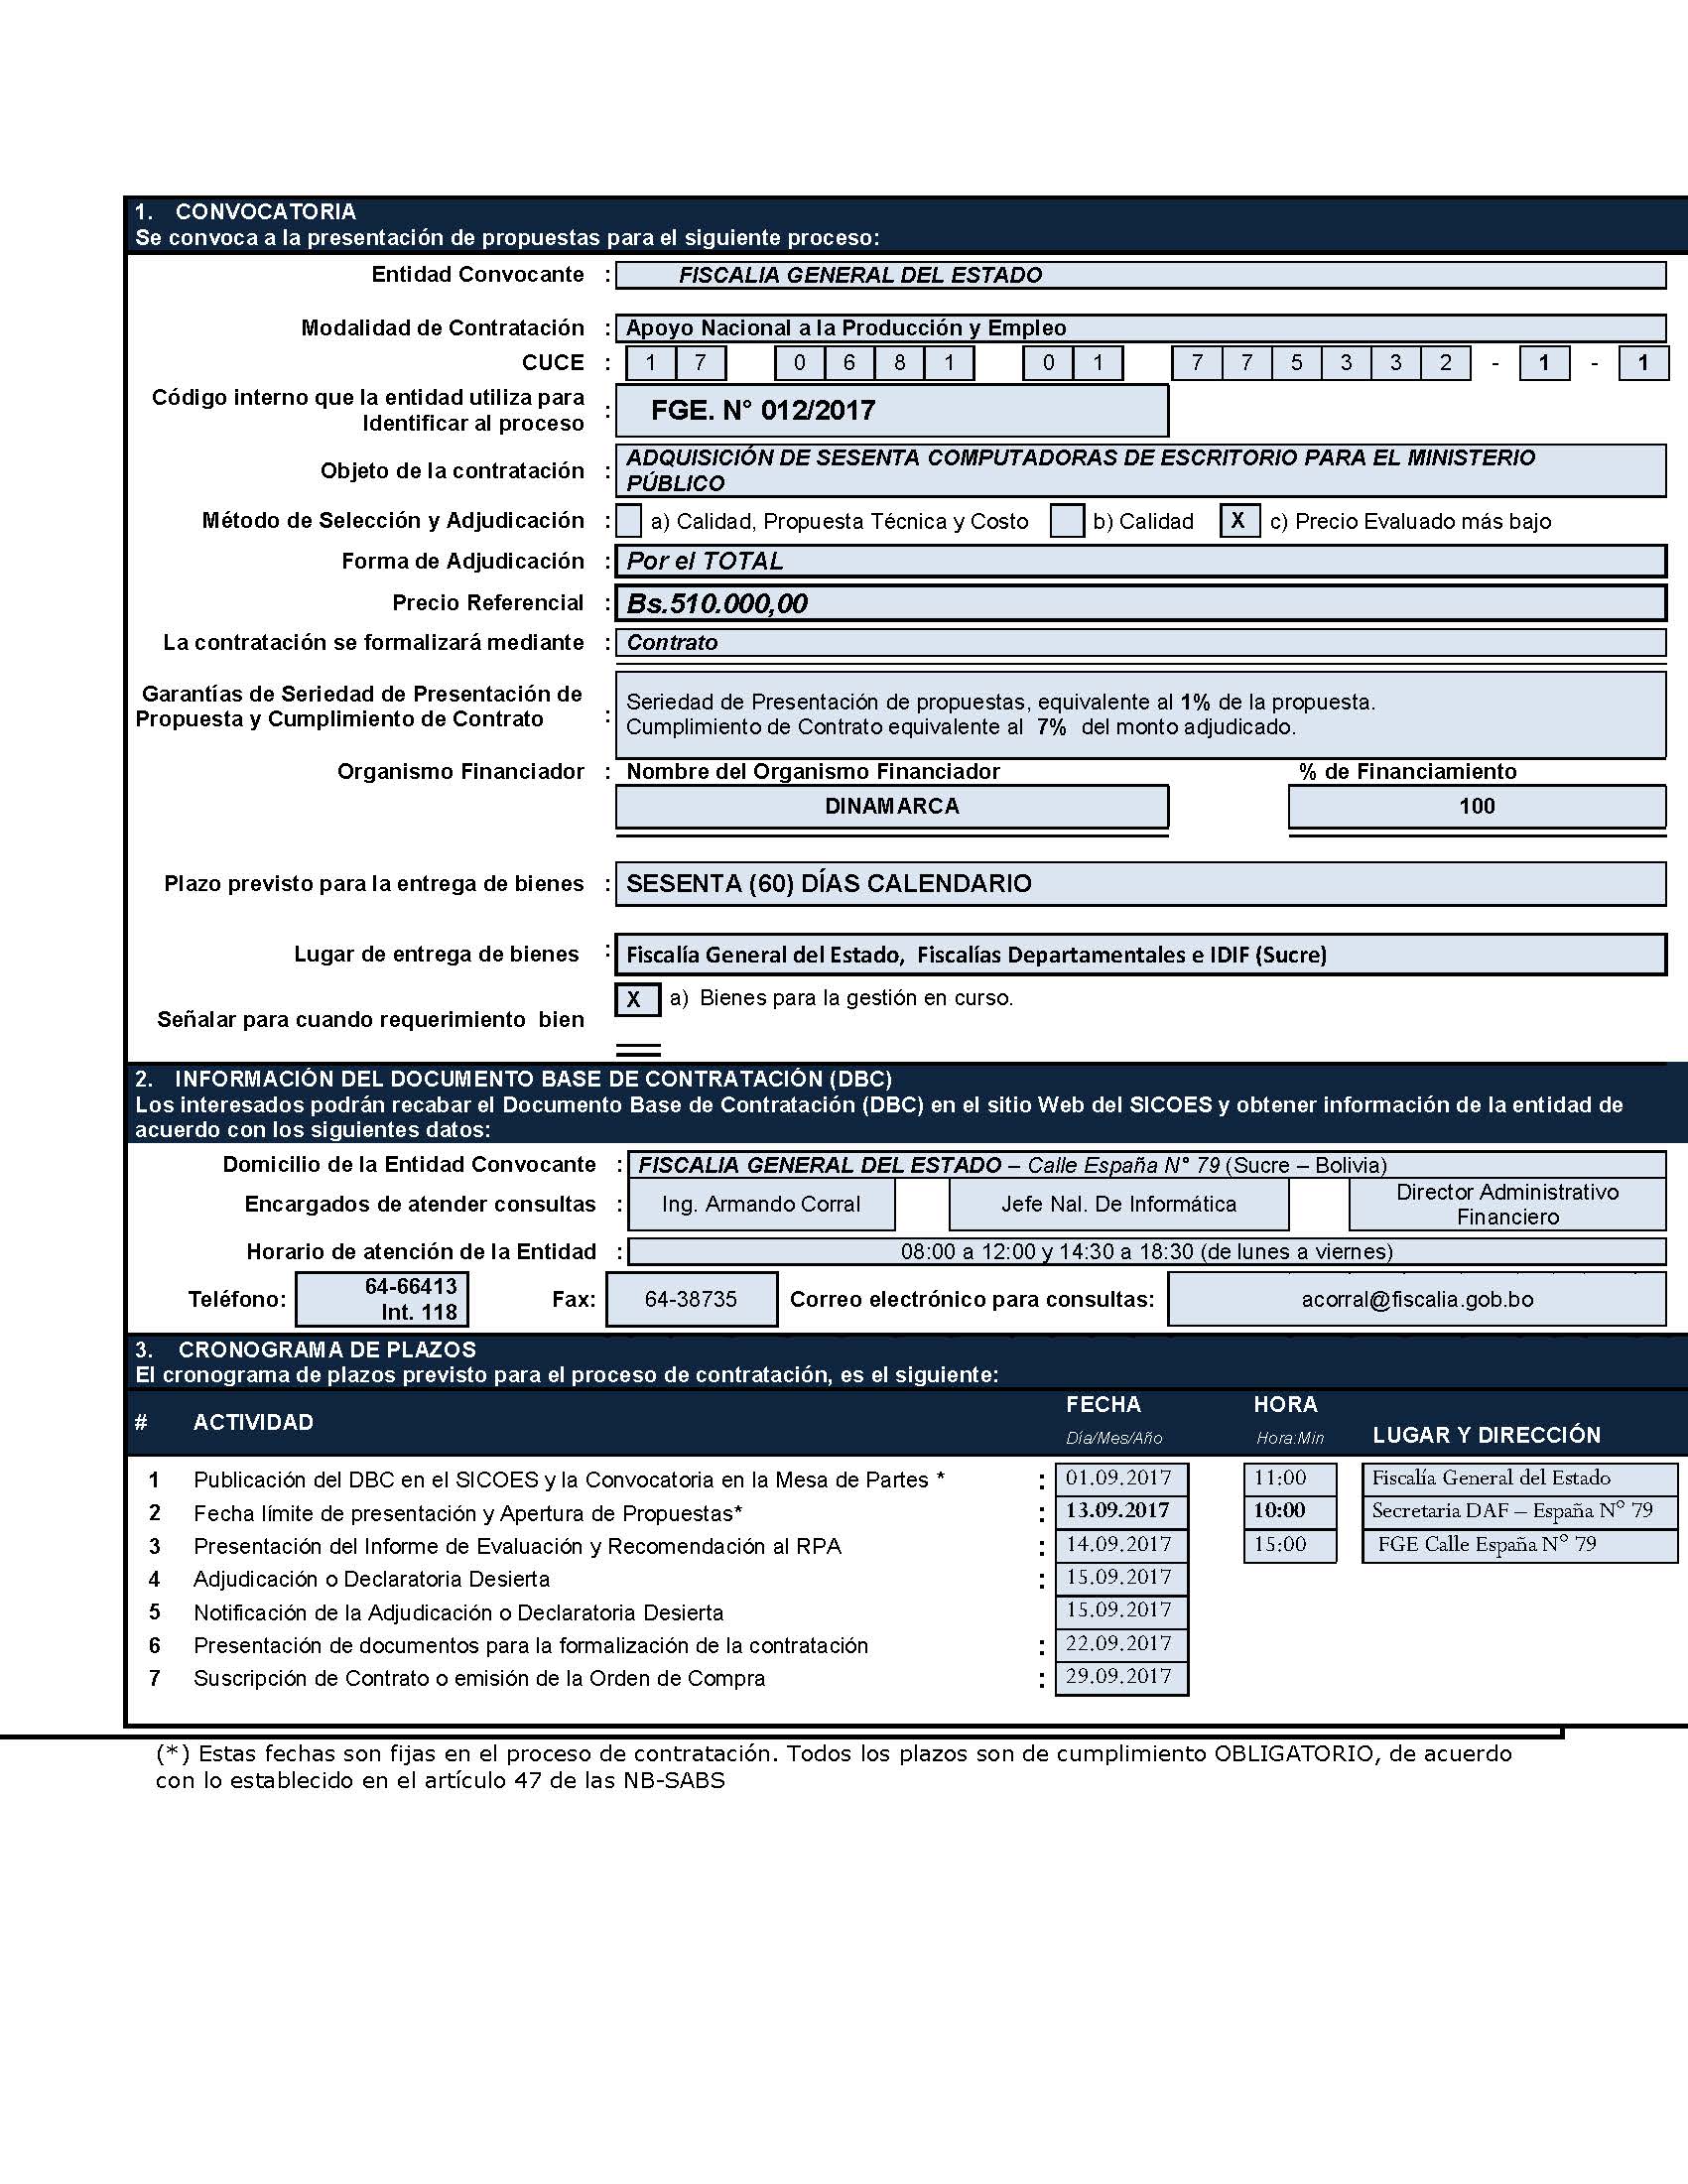 1. CONVOCATORIA
Se convoca a la presentación de propuestas para el siguiente proceso:
Entidad Convocante : FISCALIA GENERAL DEL ESTADO
Modalidad de Contratación : Apoyo Nacional a la Producción y Empleo
CUCE : 1 7 0 6 8 1 0 1 7 7 5 3 3 2 - 1 - 1
Código interno que la entidad utiliza para
Identificar al proceso : FGE. N° 012/2017
Objeto de la contratación : ADQUISICIÓN DE SESENTA COMPUTADORAS DE ESCRITORIO PARA EL MINISTERIO
PÚBLICO
Método de Selección y Adjudicación : a) Calidad, Propuesta Técnica y Costo b) Calidad X c) Precio Evaluado más bajo
Forma de Adjudicación : Por el TOTAL
Precio Referencial : Bs.510.000,00
La contratación se formalizará mediante : Contrato
Garantías de Seriedad de Presentación de
Propuesta y Cumplimiento de Contrato :
Seriedad de Presentación de propuestas, equivalente al 1% de la propuesta.
Cumplimiento de Contrato equivalente al 7% del monto adjudicado.
Organismo Financiador : Nombre del Organismo Financiador % de Financiamiento
DINAMARCA 100
Plazo previsto para la entrega de bienes : SESENTA (60) DÍAS CALENDARIO
Lugar de entrega de bienes : Fiscalía General del Estado, Fiscalías Departamentales e IDIF (Sucre)
X a) Bienes para la gestión en curso.
Señalar para cuando requerimiento bien
2. INFORMACIÓN DEL DOCUMENTO BASE DE CONTRATACIÓN (DBC)
Los interesados podrán recabar el Documento Base de Contratación (DBC) en el sitio Web del SICOES y obtener información de la entidad de
acuerdo con los siguientes datos:
Domicilio de la Entidad Convocante : FISCALIA GENERAL DEL ESTADO – Calle España N° 79 (Sucre – Bolivia)
Encargados de atender consultas : Ing. Armando Corral Jefe Nal. De Informática Director Administrativo
Financiero
Horario de atención de la Entidad : 08:00 a 12:00 y 14:30 a 18:30 (de lunes a viernes)
Teléfono: 64-66413
Int. 118
Fax: 64-38735 Correo electrónico para consultas: acorral@fiscalia.gob.bo
3. CRONOGRAMA DE PLAZOS
El cronograma de plazos previsto para el proceso de contratación, es el siguiente:
# ACTIVIDAD FECHA HORA
Día/Mes/Año Hora:Min LUGAR Y DIRECCIÓN
1 Publicación del DBC en el SICOES y la Convocatoria en la Mesa de Partes * : 01.09.2017 11:00 Fiscalía General del Estado
2 Fecha límite de presentación y Apertura de Propuestas* : 13.09.2017 10:00 Secretaria DAF – España N° 79
3 Presentación del Informe de Evaluación y Recomendación al RPA : 14.09.2017 15:00 FGE Calle España N° 79
4 Adjudicación o Declaratoria Desierta : 15.09.2017
5 Notificación de la Adjudicación o Declaratoria Desierta 15.09.2017
6 Presentación de documentos para la formalización de la contratación : 22.09.2017
7 Suscripción de Contrato o emisión de la Orden de Compra : 29.09.2017
(*) Estas fechas son fijas en el proceso de contratación. Todos los plazos son de cumplimiento OBLIGATORIO, de acuerdo
con lo establecido en el artículo 47 de las NB-SABS